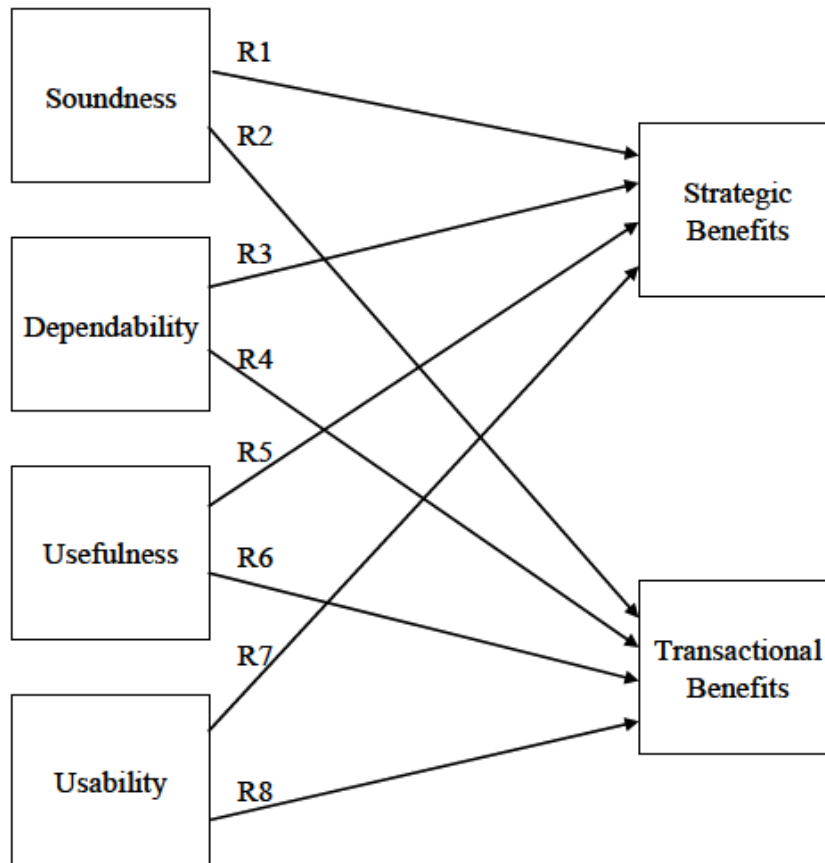 Soundness
R1
R2
Dependability
R3
R4
Usefulness
R5
R6
Usability
R7
R8
Strategic
Benefits
Transactional
Benefits